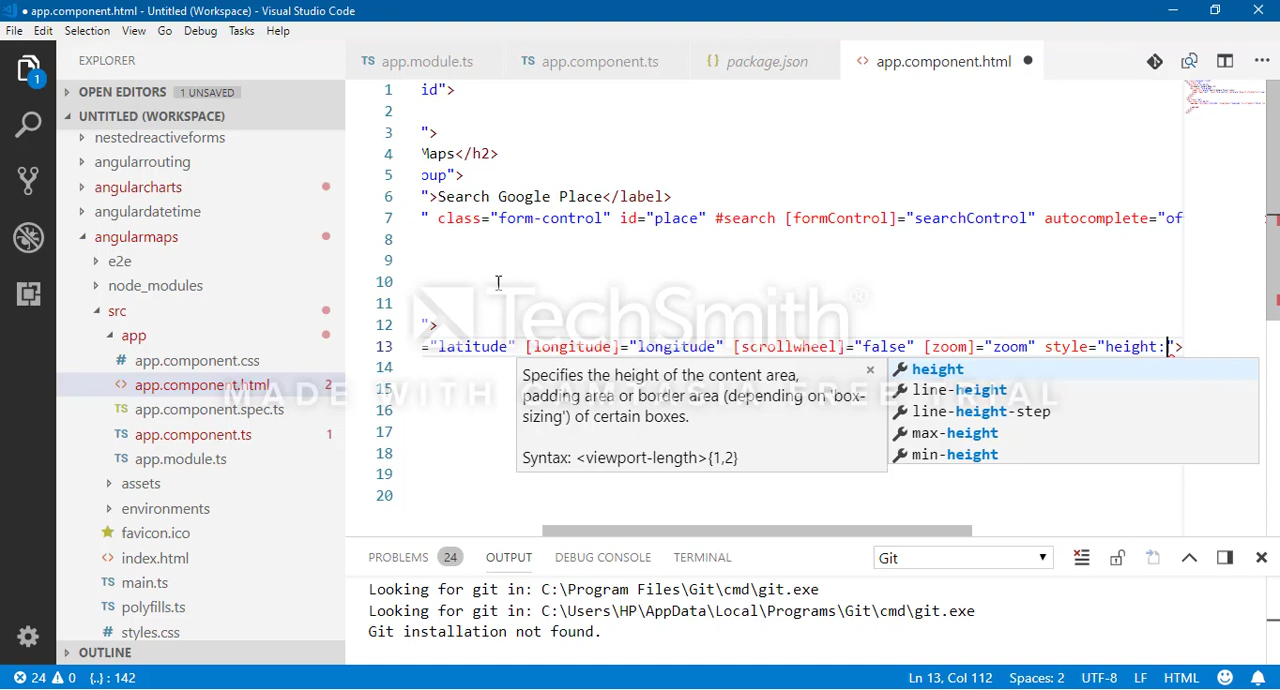 app.component.html - Untitled (Workspace) - Visual Studio Code
File Edit Selection View Go Debug Tasks Help
1
EXPLORER
OPEN EDITORS 1 UNSAVED
UNTITLED (WORKSPACE)
nestedreactiveforms
angularrouting
angularcharts
angulardatetime
angularmaps
e2e
node_modules
src
app
app.component.css
<> app.component.html 2
TS app.component.spec.ts
TS app.component.ts 1
TS app.module.ts
assets
environments
favicon.ico
<> index.html
TS main.ts
TS polyfills.ts
styles.css
OUTLINE
TS app.module.ts TS app.component.ts {} package.json <> app.component.html
1 id">
2
3 ">
4 Maps</h2>
5 oup">
6 ">Search Google Place</label>
7 " class="form-control" id="place" #search [formControl]="searchControl" autocomplete="of
8
9
10
11
12 ">
13 ="latitude" [longitude]="longitude" [scrollwheel]="false" [zoom]="zoom" style="height:">
14
15
16
17
18
19
20
Specifies the height of the content area,
padding area or border area (depending on 'box-
sizing') of certain boxes.
Syntax: <viewport-length>{1,2}
height
line-height
line-height-step
max-height
min-height
TechSmith®
MADE WITH CAMTASIA FREE TRIAL
PROBLEMS 24 OUTPUT DEBUG CONSOLE TERMINAL Git
Looking for git in: C:\Program Files\Git\cmd\git.exe
Looking for git in: C:\Users\HP\AppData\Local\Programs\Git\cmd\git.exe
Git installation not found.
24 0 {..} : 142 Ln 13, Col 112 Spaces: 2 UTF-8 LF HTML